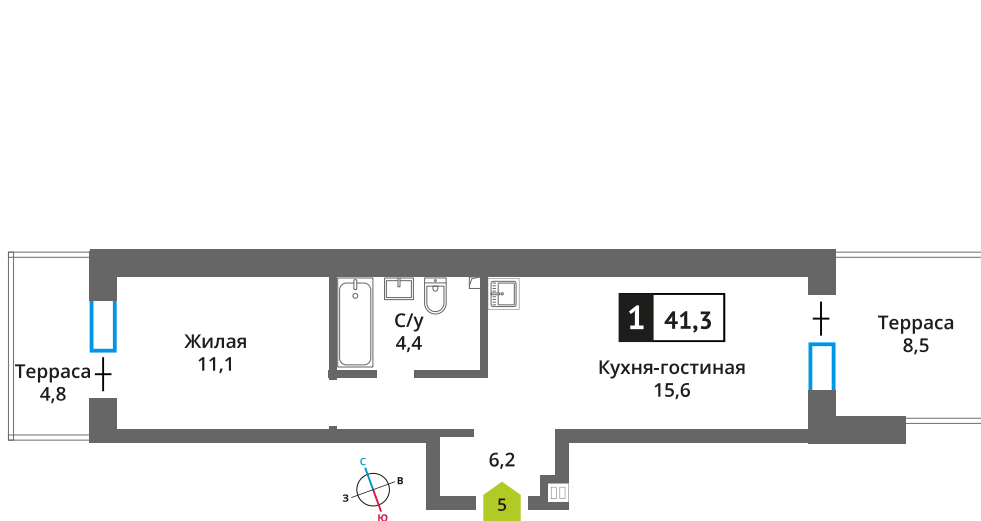 1 41,3
Терраса
8,5
С/у
4,4
Жилая
11,1
Кухня-гостиная
15,6
Терраса
4,8
6,2
5
С
В
З
Ю